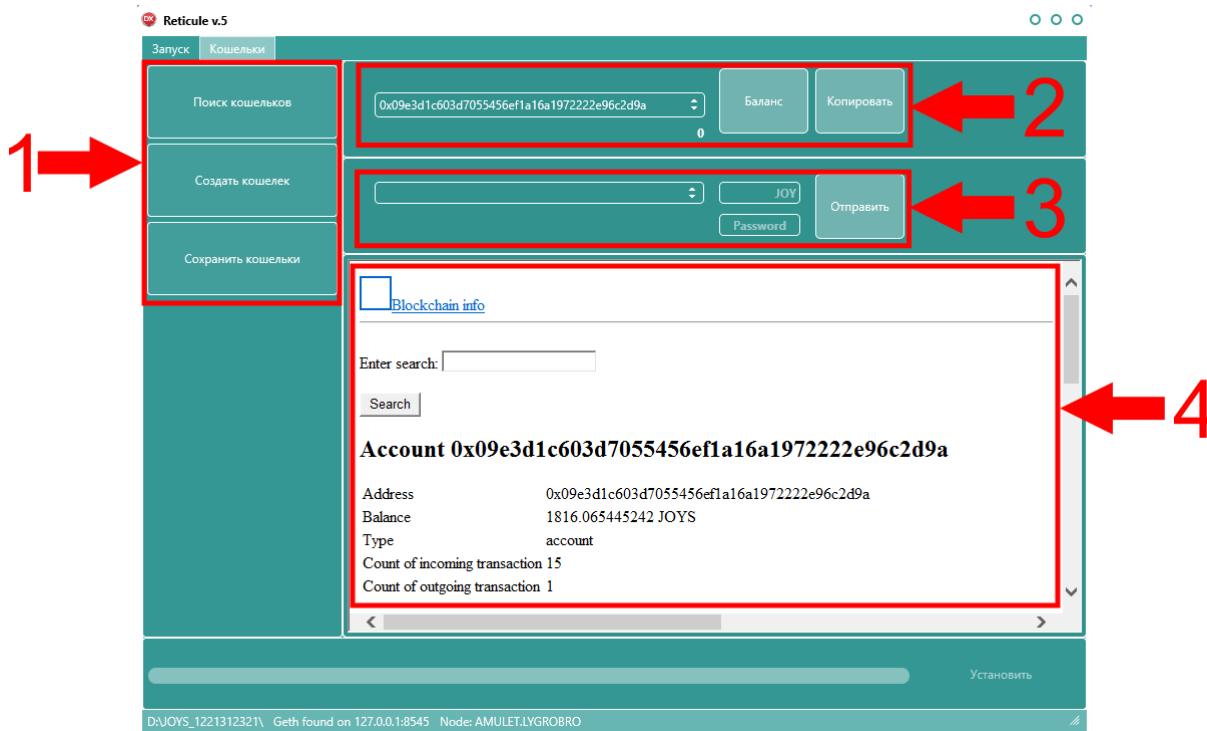 Reticule v.5
Запуск Кошельки
1
Поиск кошельков
Создать кошелек
Сохранить кошельки
0x09e3d1c603d7055456ef1a16a1972222e96c2d9a
0
Баланс
Копировать
2
JOY
Password
Отправить
3
Blockchain info
Enter search:
Search
Account 0x09e3d1c603d7055456ef1a16a1972222e96c2d9a
Address 0x09e3d1c603d7055456ef1a16a1972222e96c2d9a
Balance 1816.065445242 JOYS
Type account
Count of incoming transaction 15
Count of outgoing transaction 1
4
Установить
D:\JOYS_1221312321\ Geth found on 127.0.0.1:8545 Node: AMULET.LYGROBRO